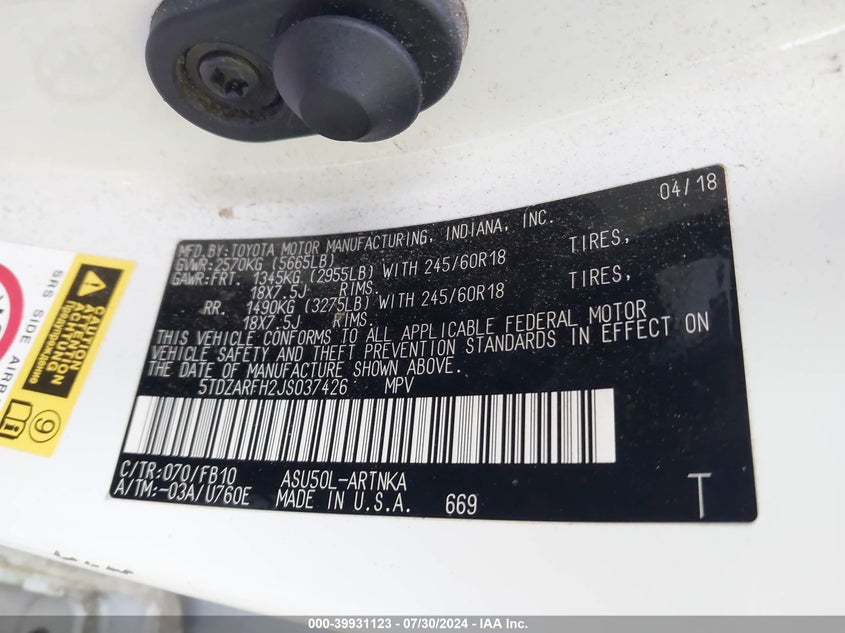 04/18
MFD.BY:TOYOTA MOTOR MANUFACTURING, INDIANA, INC.
GVWR:2570KG (5665LB)
GAWR:FRT. 1345KG (2955LB) WITH 245/60R18 TIRES,
18X7.5J RIMS.
RR. 1490KG (3275LB) WITH 245/60R18 TIRES,
18X7.5J RIMS.
THIS VEHICLE CONFORMS TO ALL APPLICABLE FEDERAL MOTOR
VEHICLE SAFETY AND THEFT PREVENTION STANDARDS IN EFFECT ON
THE DATE OF MANUFACTURE SHOWN ABOVE.
5TDZARFH2JS037426 MPV
C/TR:070/FB10 ASU50L-ARTNKA
A/TM:-03A/U760E MADE IN U.S.A. 669
T
SRS SIDE AIRB
CAUTION
ACHTUNG
9
000-39931123 / 07/30/2024 - IAA Inc.